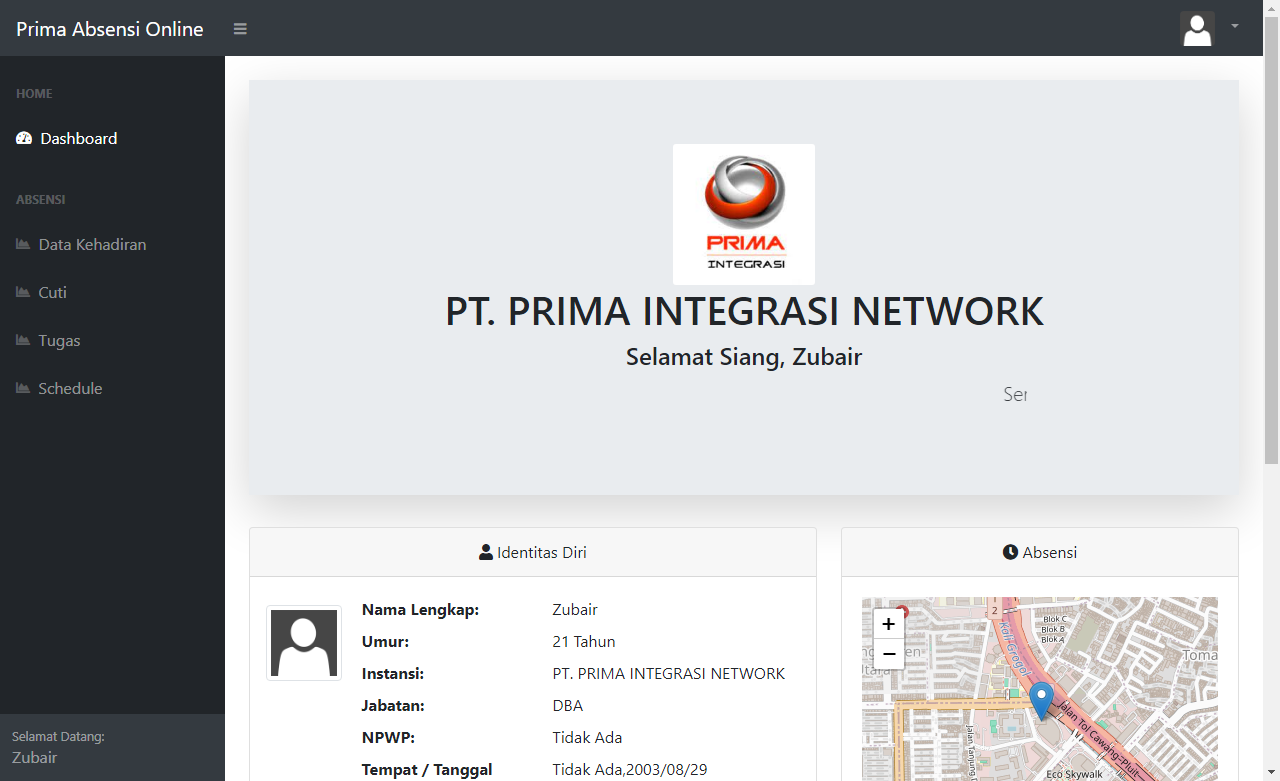 Prima Absensi Online
HOME
Dashboard
ABSENSI
Data Kehadiran
Cuti
Tugas
Schedule
Selamat Datang:
Zubair
PRIMA
INTEGRASI
PT. PRIMA INTEGRASI NETWORK
Selamat Siang, Zubair
Ser
Identitas Diri
Nama Lengkap: Zubair
Umur: 21 Tahun
Instansi: PT. PRIMA INTEGRASI NETWORK
Jabatan: DBA
NPWP: Tidak Ada
Tempat / Tanggal Tidak Ada,2003/08/29
Absensi
+
−
2
Kali Grogol
Blok C
Blok B
Blok A
Toma
Jalan Tol Cawang-Pluit
Eco Skywalk